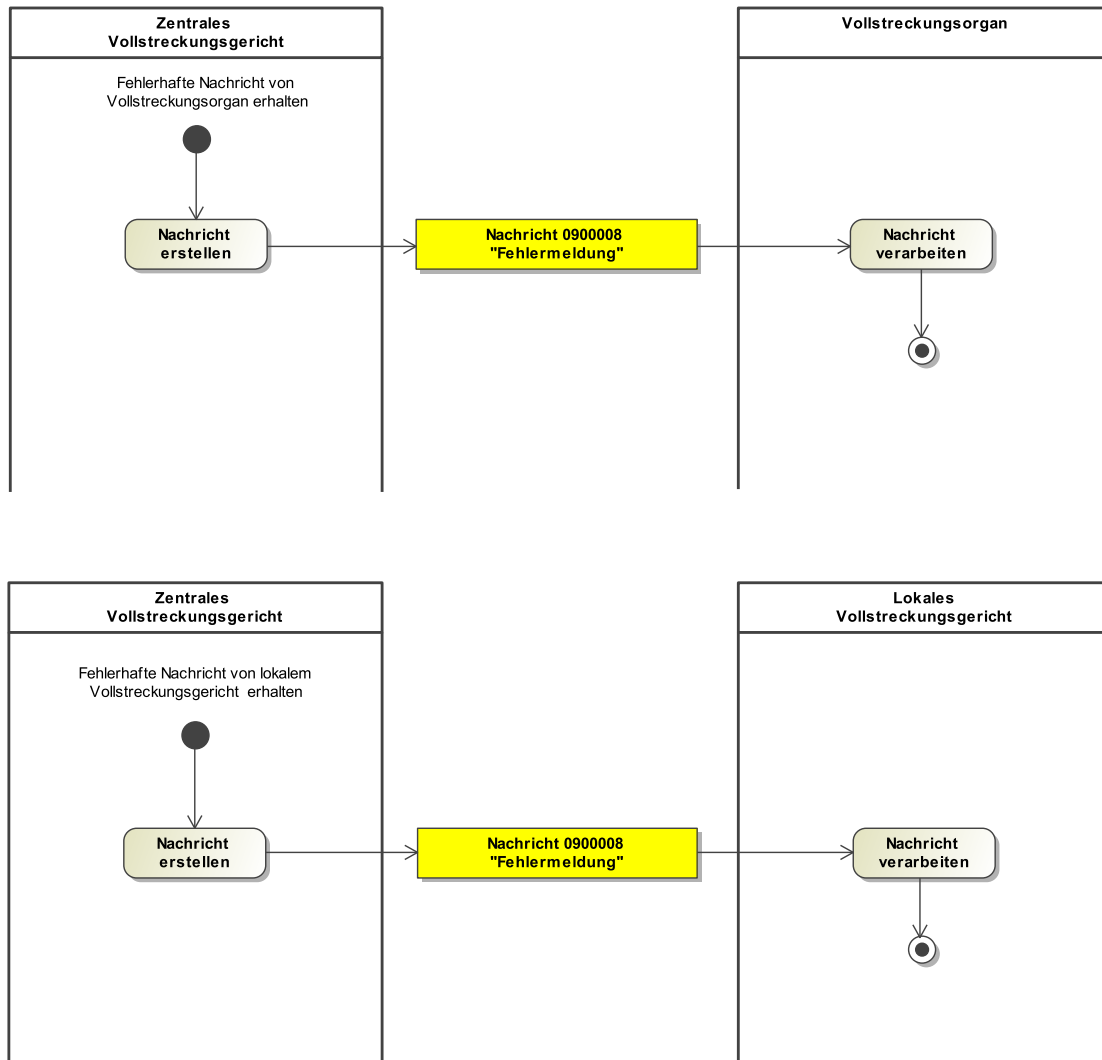 Zentrales
Vollstreckungsgericht
Vollstreckungsorgan
Fehlerhafte Nachricht von
Vollstreckungsorgan erhalten
Nachricht
erstellen
Nachricht 0900008
"Fehlermeldung"
Nachricht
verarbeiten
Zentrales
Vollstreckungsgericht
Lokales
Vollstreckungsgericht
Fehlerhafte Nachricht von lokalem
Vollstreckungsgericht erhalten
Nachricht
erstellen
Nachricht 0900008
"Fehlermeldung"
Nachricht
verarbeiten